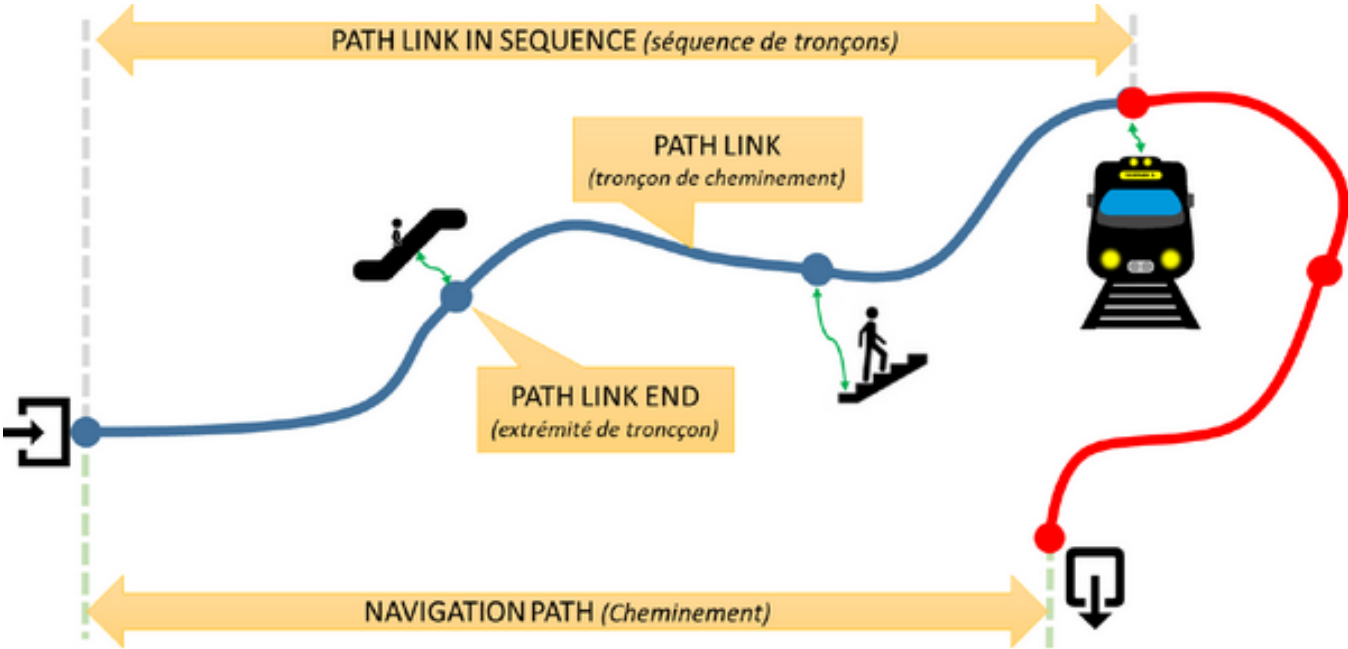 PATH LINK IN SEQUENCE (séquence de tronçons)
PATH LINK
(tronçon de cheminement)
PATH LINK END
(extrémité de troncçon)
NAVIGATION PATH (Cheminement)